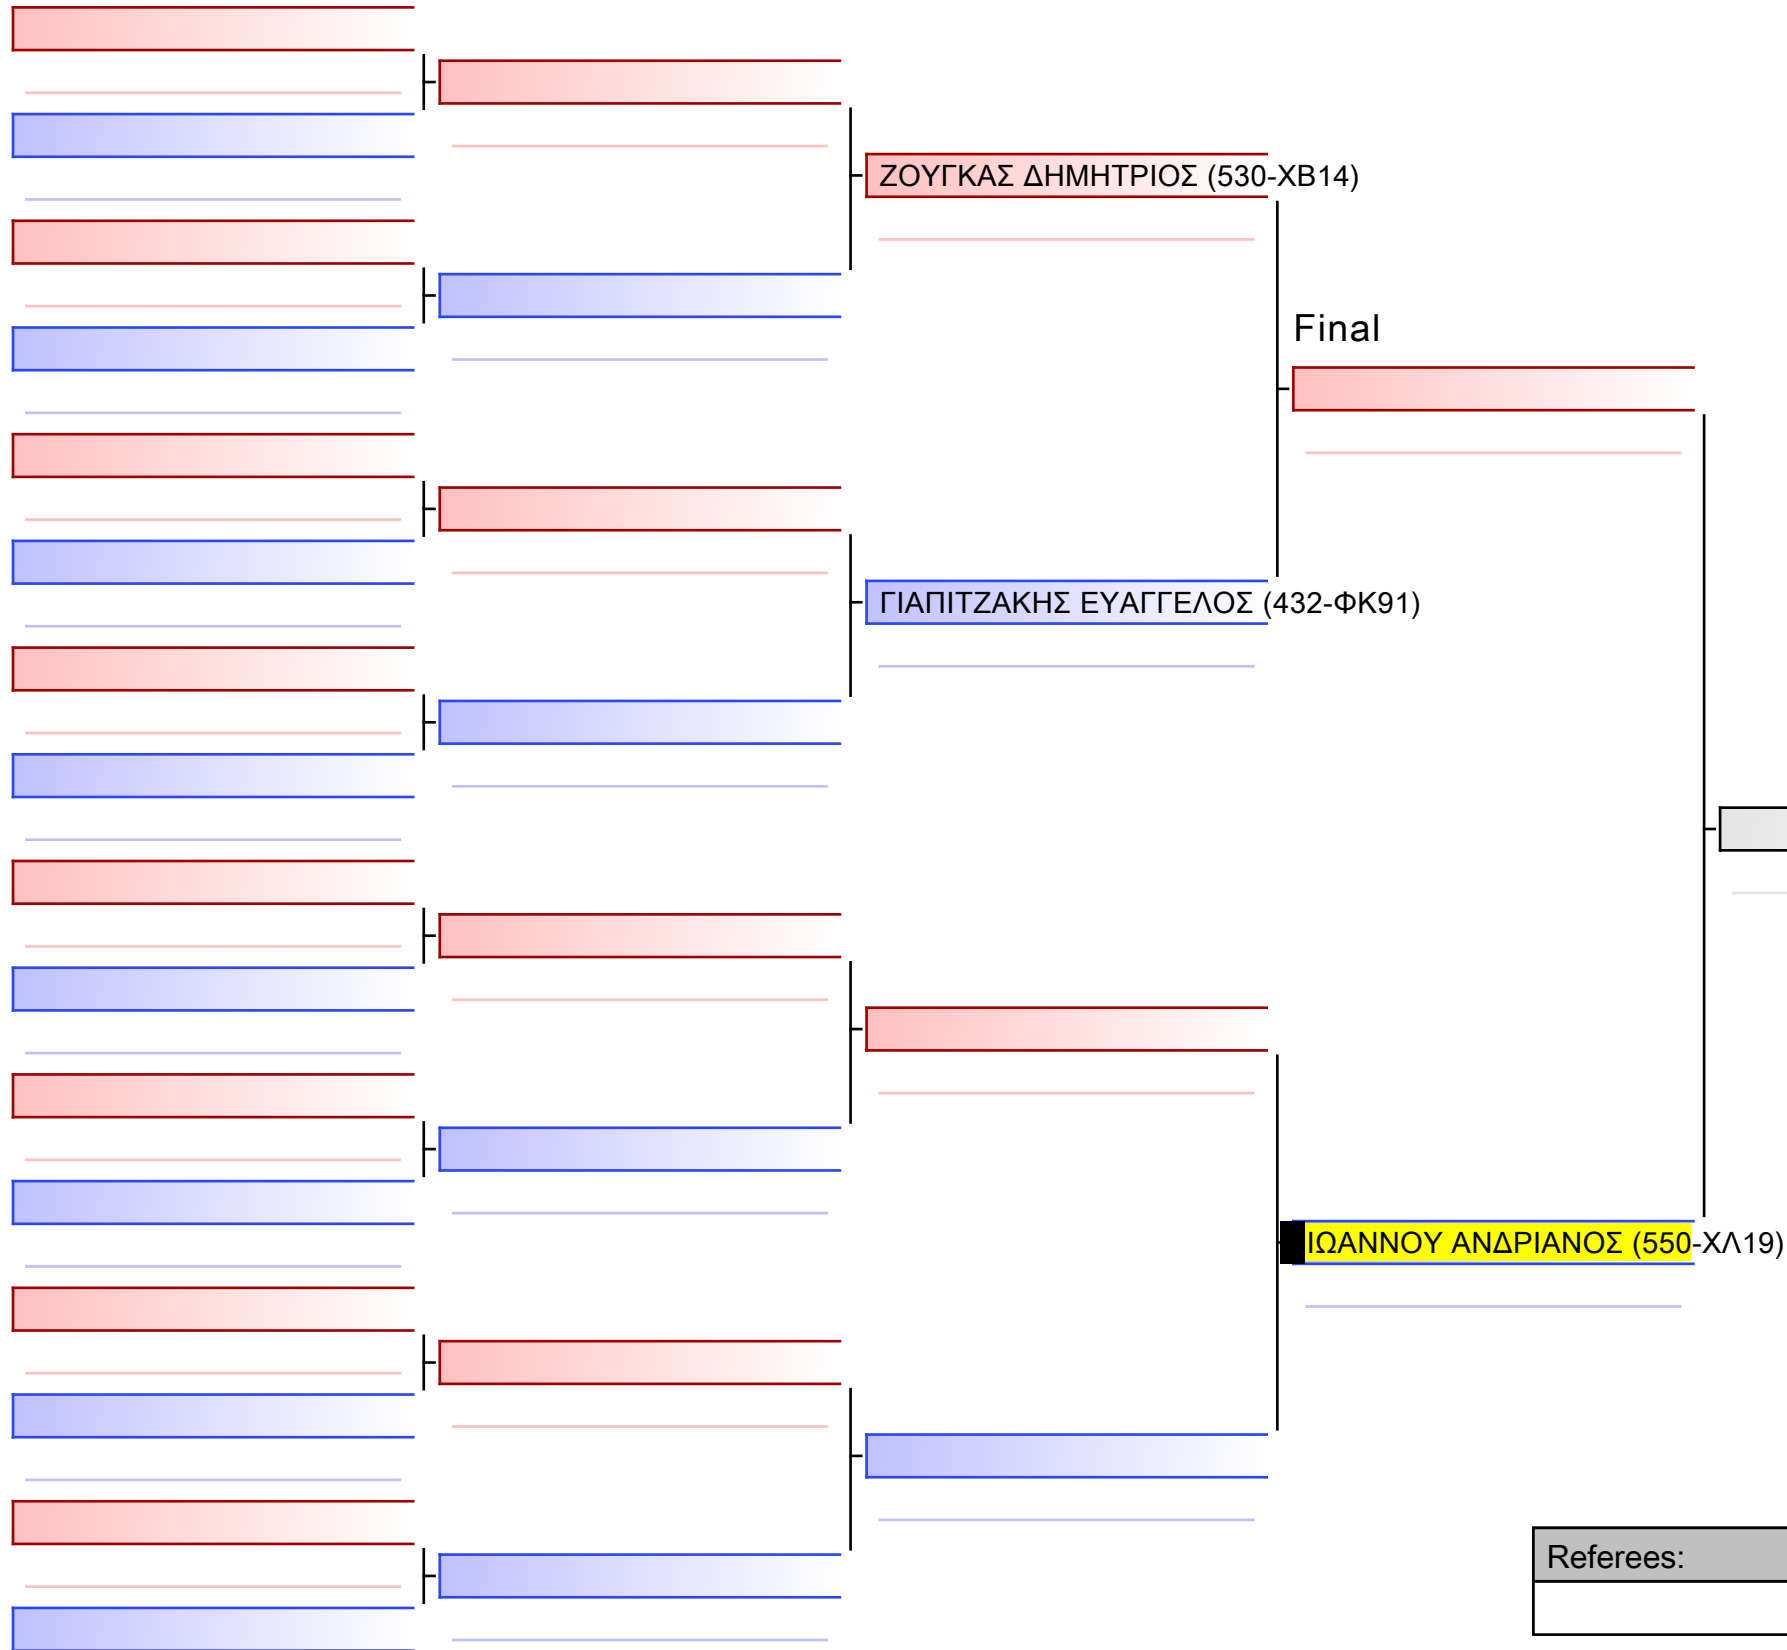 ΖΟΥΓΚΑΣ ΔΗΜΗΤΡΙΟΣ (530-ΧΒ14)
Final
ΓΙΑΠΙΤΖΑΚΗΣ ΕΥΑΓΓΕΛΟΣ (432-ΦΚ91)
ΙΩΑΝΝΟΥ ΑΝΔΡΙΑΝΟΣ (550-ΧΛ19)
Referees: